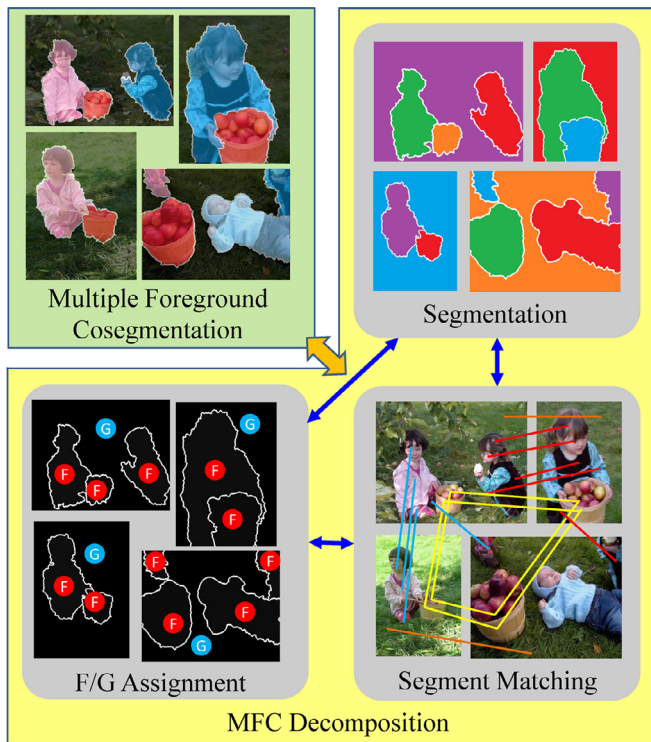 Multiple Foreground
Cosegmentation
Segmentation
G
G
F
F
F
F
F
G
F
F
F
F
F
F
G
F/G Assignment
Segment Matching
MFC Decomposition